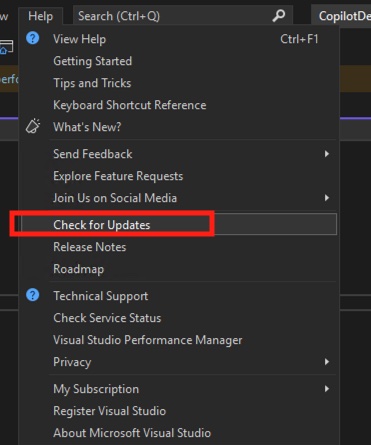 w Help Search (Ctrl+Q) CopilotDe
View Help Ctrl+F1
Getting Started
perfo
Tips and Tricks
Keyboard Shortcut Reference
What's New?
Send Feedback
Explore Feature Requests
Join Us on Social Media
Check for Updates
Release Notes
Roadmap
Technical Support
Check Service Status
Visual Studio Performance Manager
Privacy
My Subscription
Register Visual Studio
About Microsoft Visual Studio